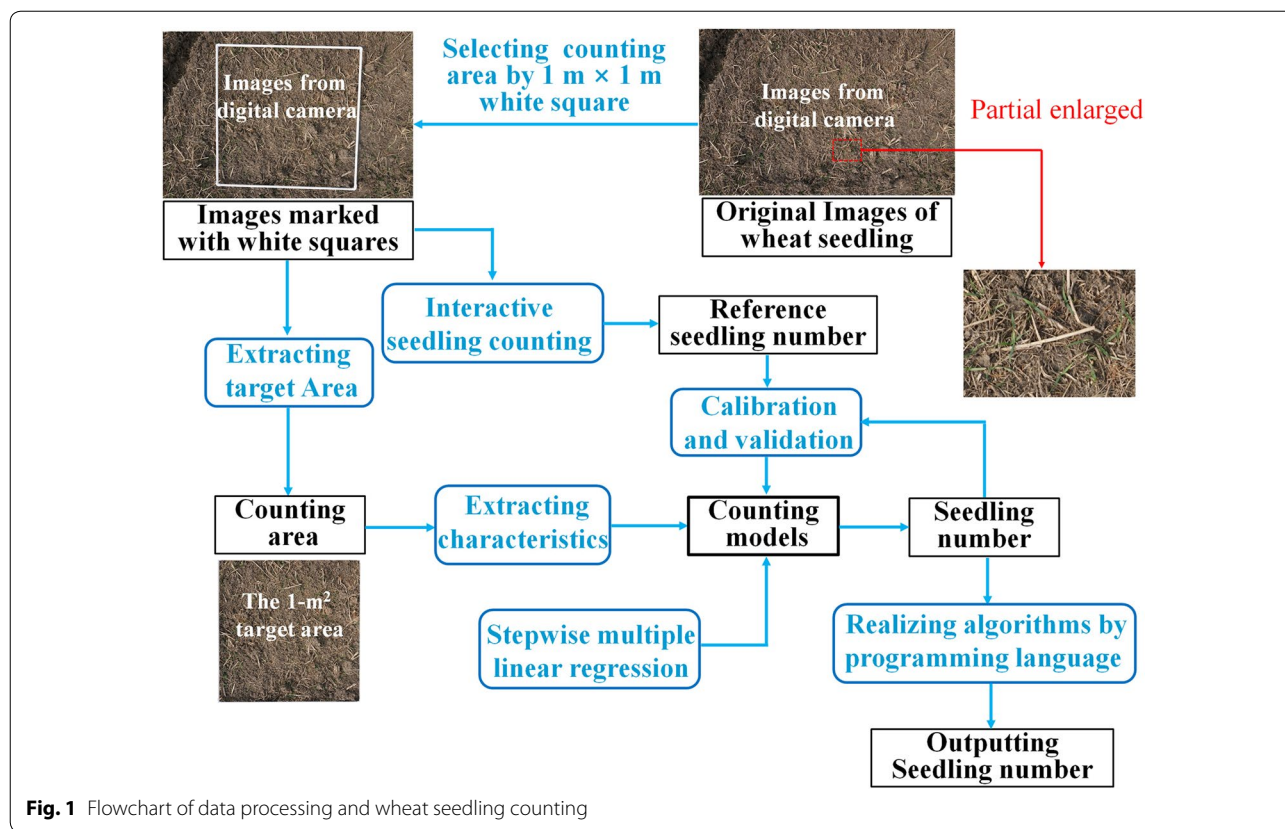 Selecting counting
area by 1 m × 1 m
white square
Images from
digital camera
Images from
digital camera
Partial enlarged
Images marked
with white squares
Original Images of
wheat seedling
Interactive
seedling counting
Reference
seedling number
Extracting
target Area
Calibration
and validation
Counting
area
Extracting
characteristics
Counting
models
Seedling
number
The 1-m²
target area
Stepwise multiple
linear regression
Realizing algorithms by
programming language
Outputting
Seedling number
Fig. 1 Flowchart of data processing and wheat seedling counting